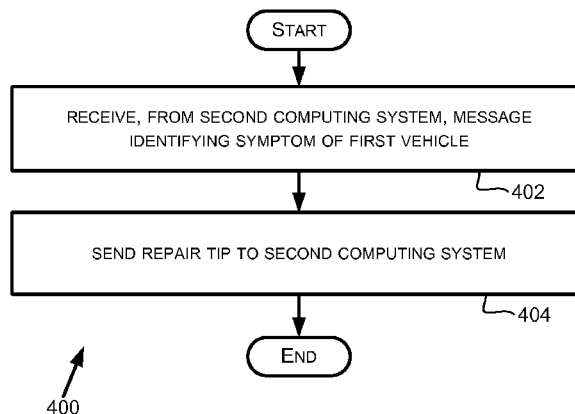 START
RECEIVE, FROM SECOND COMPUTING SYSTEM, MESSAGE
IDENTIFYING SYMPTOM OF FIRST VEHICLE
402
SEND REPAIR TIP TO SECOND COMPUTING SYSTEM
404
END
400